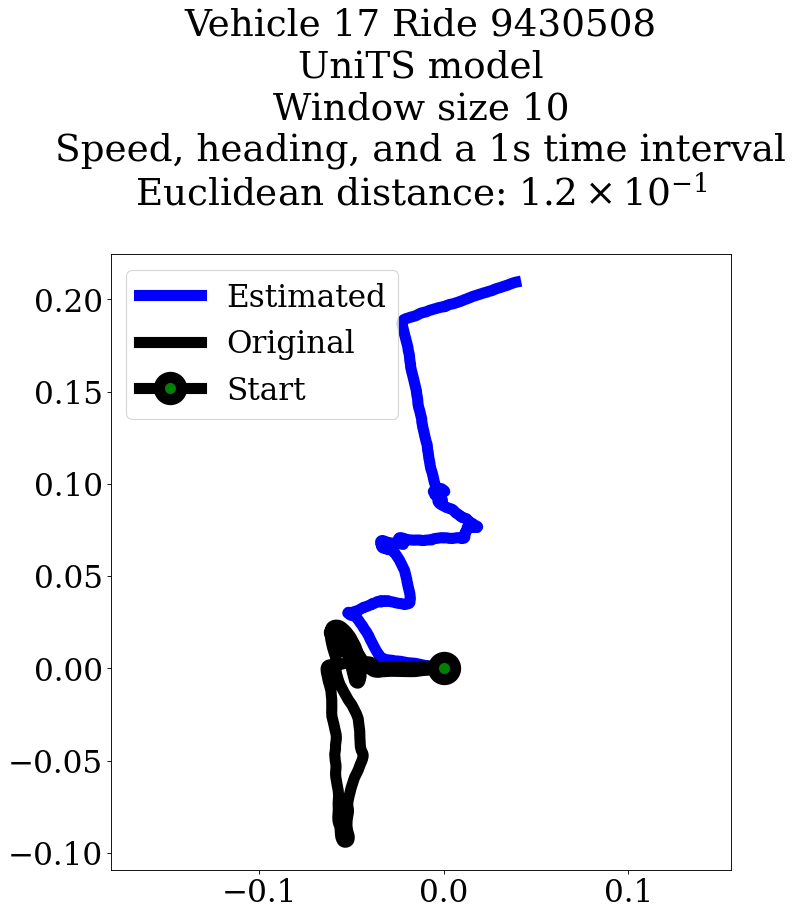 Vehicle 17 Ride 9430508
UniTS model
Window size 10
Speed, heading, and a 1s time interval
Euclidean distance: 1.2 × 10⁻¹
Estimated
Original
Start
0.20
0.15
0.10
0.05
0.00
−0.05
−0.10
−0.1 0.0 0.1